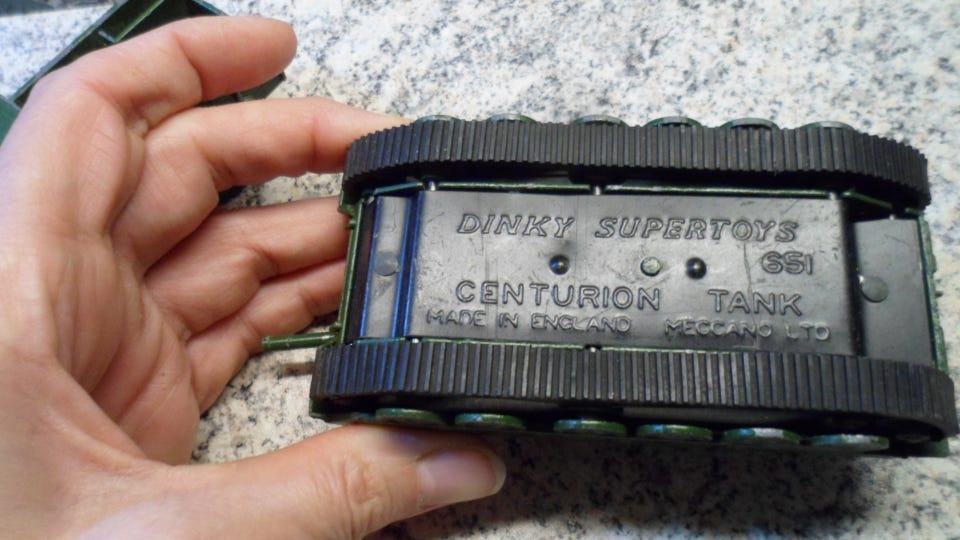 DINKY SUPERTOYS
651
CENTURION TANK
MADE IN ENGLAND MECCANO LTD